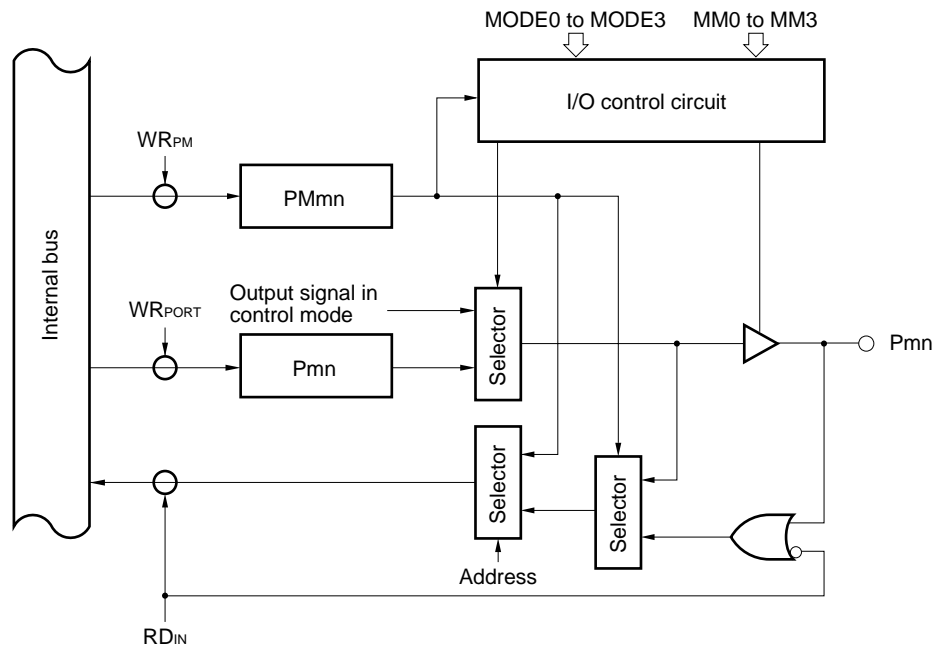 MODE0 to MODE3
MM0 to MM3
I/O control circuit
WRPM
PMmn
Internal bus
Output signal in
control mode
WRPORT
Selector
Pmn
Pmn
Selector
Selector
Address
RDIN